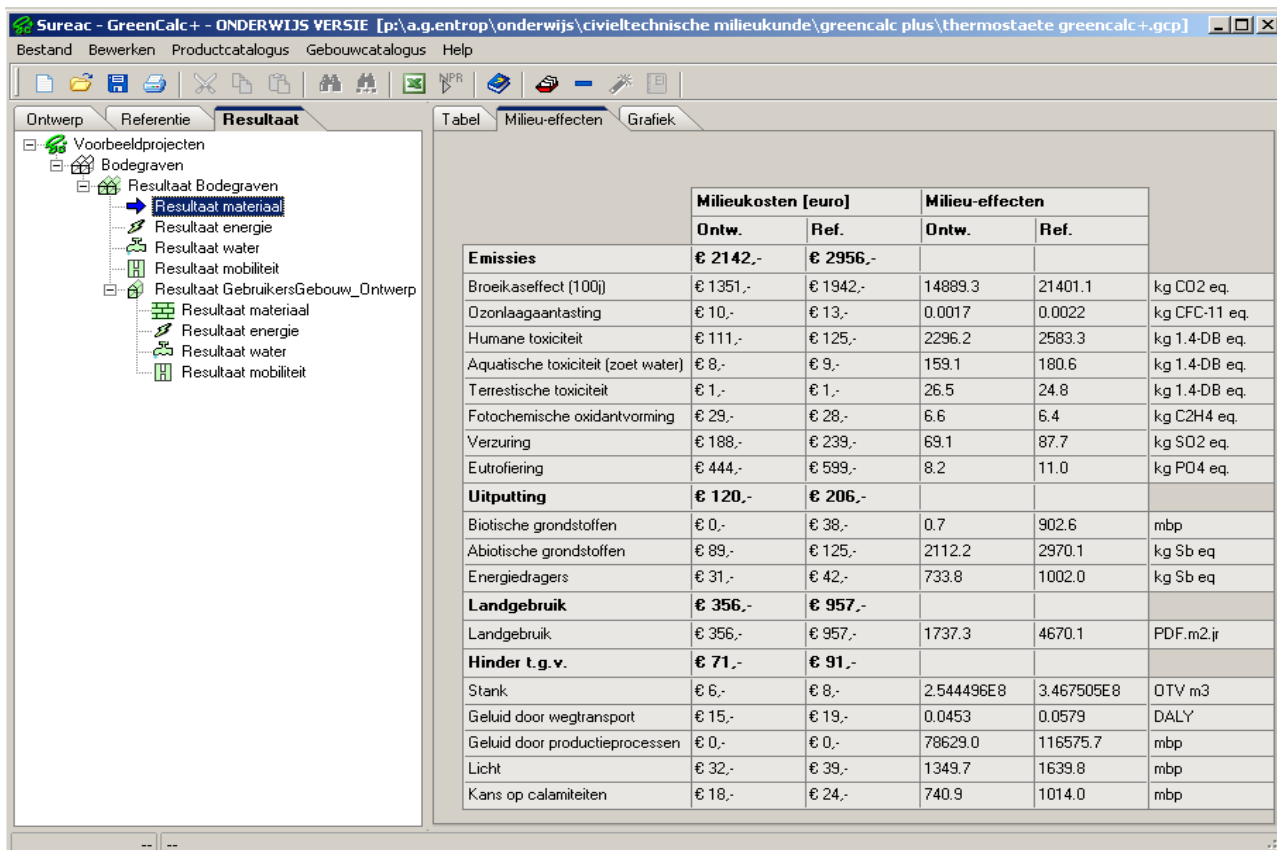 Sureac - GreenCalc+ - ONDERWIJS VERSIE [p:\a.g.entrop\onderwijs\civieltechnische milieukunde\greencalc plus\thermostaete greencalc+.gcp]
Bestand Bewerken Productcatalogus Gebouwcatalogus Help
NPR
Ontwerp Referentie Resultaat
Voorbeeldprojecten
Bodegraven
Resultaat Bodegraven
Resultaat materiaal
Resultaat energie
Resultaat water
Resultaat mobiliteit
Resultaat GebruikersGebouw_Ontwerp
Resultaat materiaal
Resultaat energie
Resultaat water
Resultaat mobiliteit
Tabel Milieu-effecten Grafiek
Milieukosten [euro] Milieu-effecten
Ontw. Ref. Ontw. Ref.
Emissies € 2142,- € 2956,-
Broeikaseffect (100j) € 1351,- € 1942,- 14889.3 21401.1 kg CO2 eq.
Ozonlaagaantasting € 10,- € 13,- 0.0017 0.0022 kg CFC-11 eq.
Humane toxiciteit € 111,- € 125,- 2296.2 2583.3 kg 1.4-DB eq.
Aquatische toxiciteit (zoet water) € 8,- € 9,- 159.1 180.6 kg 1.4-DB eq.
Terrestische toxiciteit € 1,- € 1,- 26.5 24.8 kg 1.4-DB eq.
Fotochemische oxidantvorming € 29,- € 28,- 6.6 6.4 kg C2H4 eq.
Verzuring € 188,- € 239,- 69.1 87.7 kg SO2 eq.
Eutrofiering € 444,- € 599,- 8.2 11.0 kg PO4 eq.
Uitputting € 120,- € 206,-
Biotische grondstoffen € 0,- € 38,- 0.7 902.6 mbp
Abiotische grondstoffen € 89,- € 125,- 2112.2 2970.1 kg Sb eq
Energiedragers € 31,- € 42,- 733.8 1002.0 kg Sb eq
Landgebruik € 356,- € 957,-
Landgebruik € 356,- € 957,- 1737.3 4670.1 PDF.m2.jr
Hinder t.g.v. € 71,- € 91,-
Stank € 6,- € 8,- 2.544496E8 3.467505E8 OTV m3
Geluid door wegtransport € 15,- € 19,- 0.0453 0.0579 DALY
Geluid door productieprocessen € 0,- € 0,- 78629.0 116575.7 mbp
Licht € 32,- € 39,- 1349.7 1639.8 mbp
Kans op calamiteiten € 18,- € 24,- 740.9 1014.0 mbp
-- --